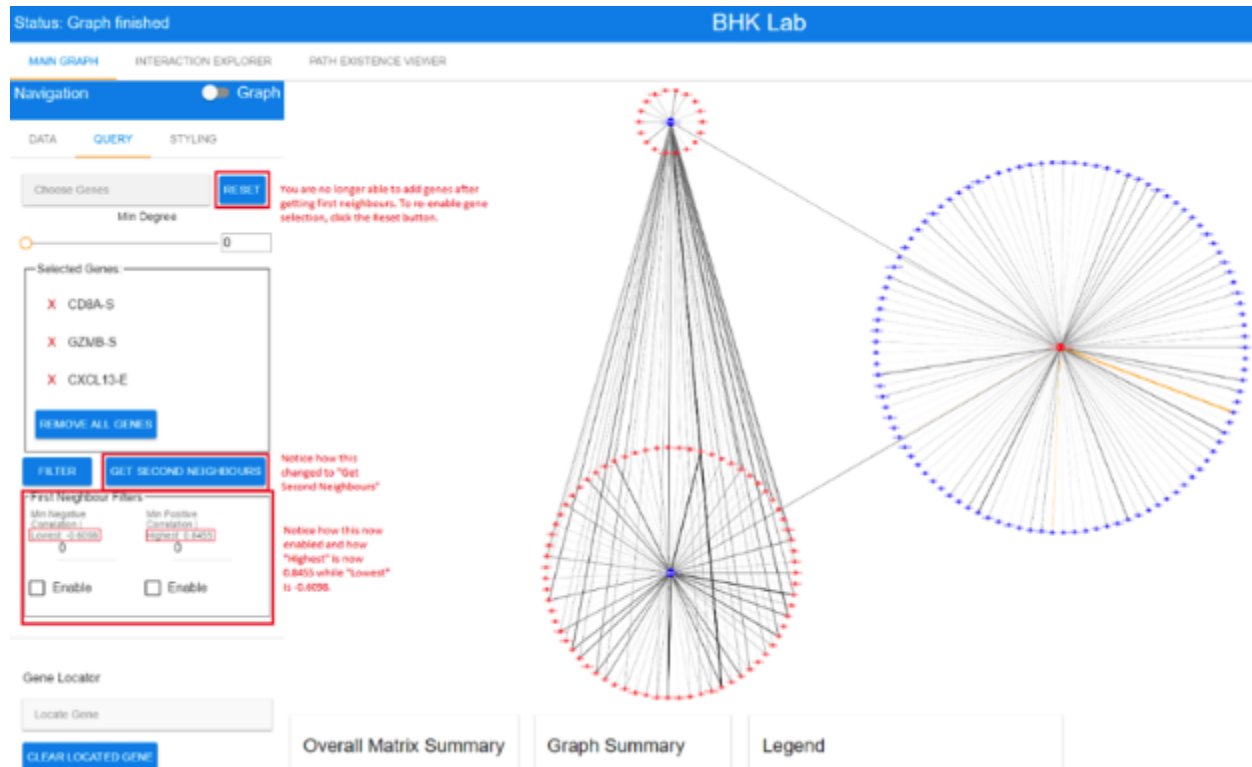 Status: Graph finished
BHK Lab
MAIN GRAPH
INTERACTION EXPLORER
PATH EXISTENCE VIEWER
Navigation
Graph
DATA
QUERY
STYLING
Choose Genes
RESET
You are no longer able to add genes after
getting first neighbours. To re-enable gene
selection, click the Reset button.
Min Degree
0
Selected Genes:
X CD8A-S
X GZMB-S
X CXCL13-E
REMOVE ALL GENES
FILTER
GET SECOND NEIGHBOURS
Notice how this
changed to "Get
Second Neighbours"
First Neighbour Filters
Min Negative
Correlation |
Lowest: -0.6098
0
Enable
Min Positive
Correlation |
Highest: 0.8455
0
Enable
Notice how this now
enabled and how
"Highest" is now
0.8455 while "Lowest"
is -0.6098.
Gene Locator
Locate Gene
CLEAR LOCATED GENE
Overall Matrix Summary
Graph Summary
Legend